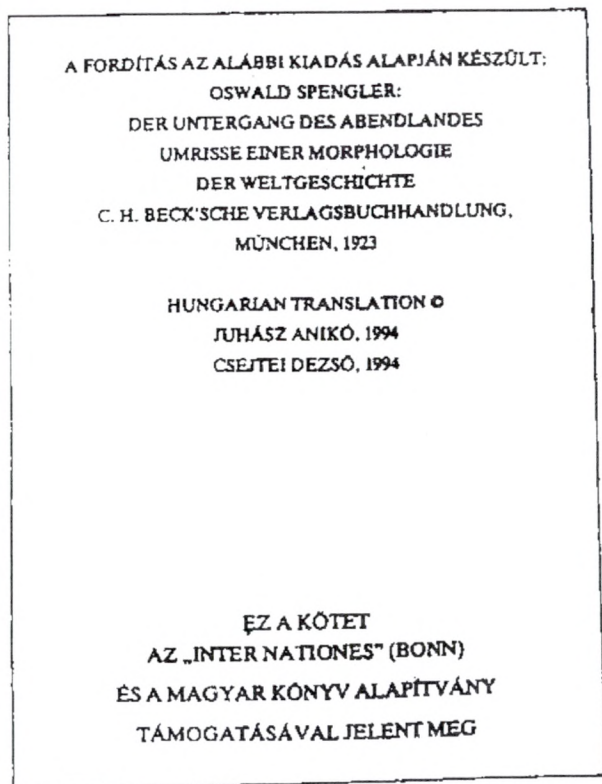 A FORDÍTÁS AZ ALÁBBI KIADÁS ALAPJÁN KÉSZÜLT:
OSWALD SPENGLER:
DER UNTERGANG DES ABENDLANDES
UMRISSE EINER MORPHOLOGIE
DER WELTGESCHICHTE
C. H. BECK'SCHE VERLAGSBUCHHANDLUNG,
MÜNCHEN, 1923
HUNGARIAN TRANSLATION ©
JUHÁSZ ANIKÓ, 1994
CSEJTEI DEZSŐ, 1994
EZ A KÖTET
AZ „INTER NATIONES” (BONN)
ÉS A MAGYAR KÖNYV ALAPÍTVÁNY
TÁMOGATÁSÁVAL JELENT MEG